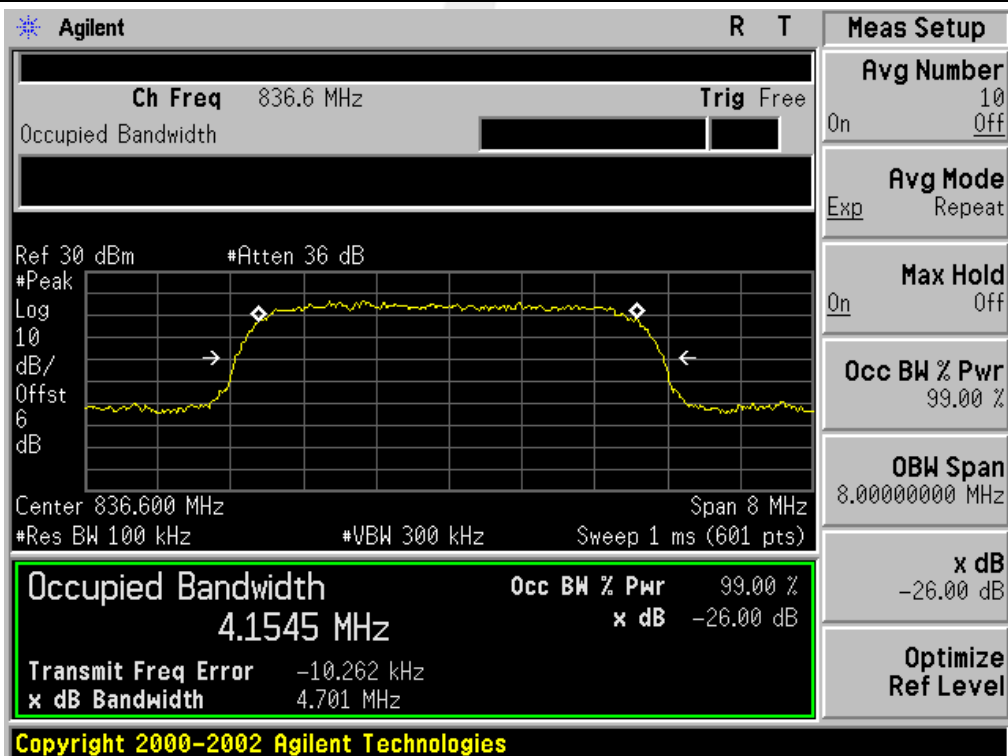 Agilent R T
Ch Freq 836.6 MHz Trig Free
Occupied Bandwidth
Ref 30 dBm #Atten 36 dB
#Peak
Log
10
dB/
Offst
6
dB
Center 836.600 MHz Span 8 MHz
#Res BW 100 kHz #VBW 300 kHz Sweep 1 ms (601 pts)
Occupied Bandwidth Occ BW % Pwr 99.00 %
4.1545 MHz x dB -26.00 dB
Transmit Freq Error -10.262 kHz
x dB Bandwidth 4.701 MHz
Copyright 2000-2002 Agilent Technologies
Meas Setup
Avg Number
10
On Off
Avg Mode
Exp Repeat
Max Hold
On Off
Occ BW % Pwr
99.00 %
OBW Span
8.00000000 MHz
x dB
-26.00 dB
Optimize
Ref Level